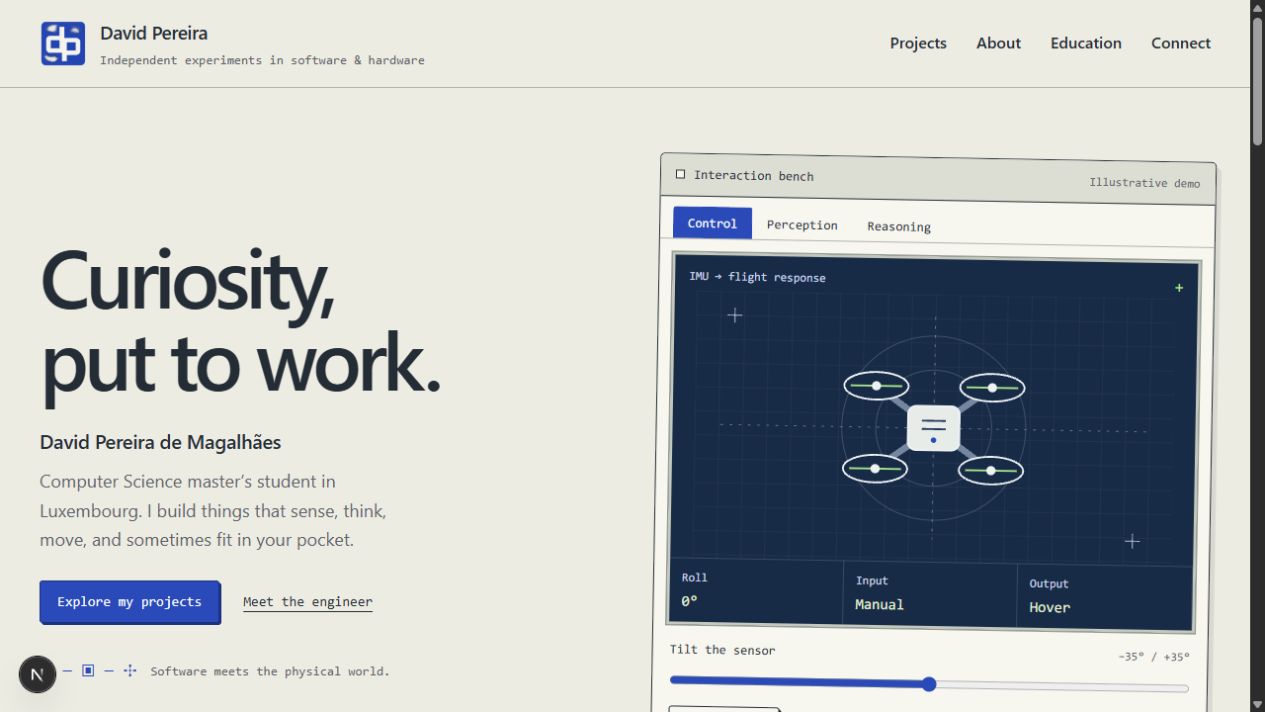 dp
David Pereira
Independent experiments in software & hardware
Projects
About
Education
Connect
Interaction bench
Illustrative demo
Control
Perception
Reasoning
IMU → flight response
+
Curiosity,
put to work.
David Pereira de Magalhães
Computer Science master’s student in
Luxembourg. I build things that sense, think,
move, and sometimes fit in your pocket.
Explore my projects
Meet the engineer
N
Software meets the physical world.
Roll
0°
Input
Manual
Output
Hover
Tilt the sensor
−35° / +35°